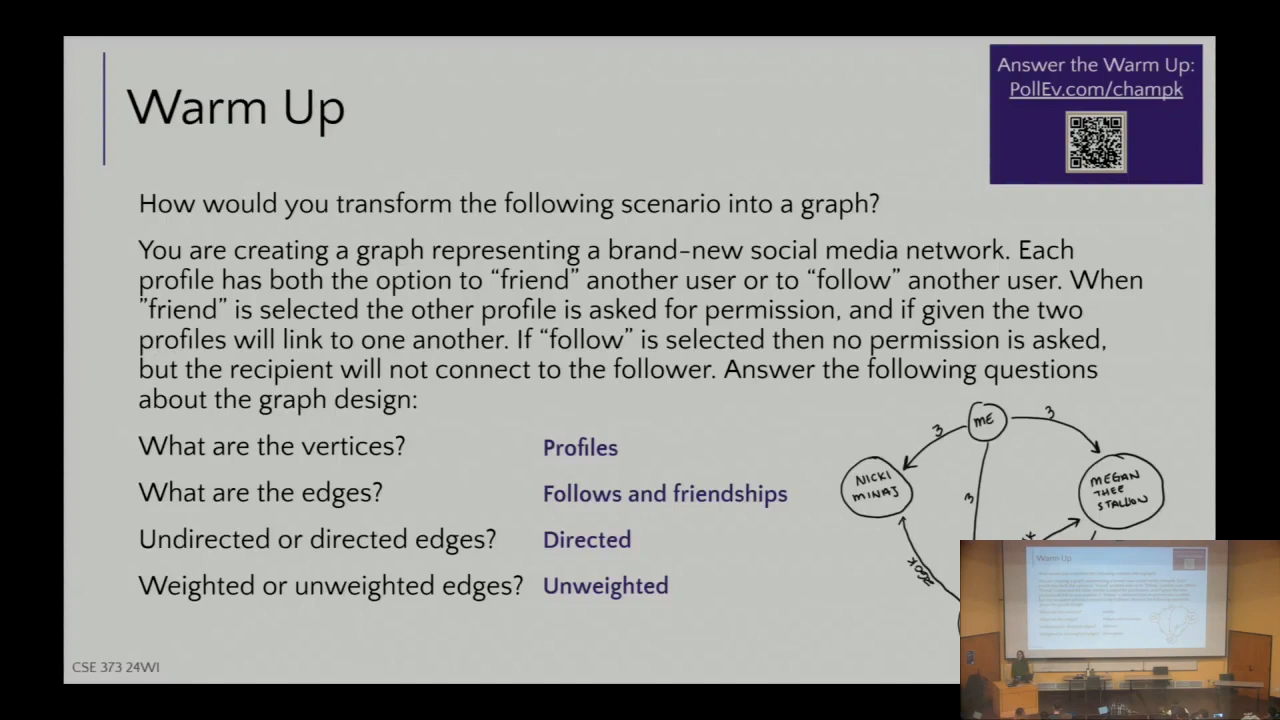 Answer the Warm Up:
PollEv.com/champk
Warm Up
How would you transform the following scenario into a graph?
You are creating a graph representing a brand-new social media network. Each
profile has both the option to “friend” another user or to “follow” another user. When
”friend” is selected the other profile is asked for permission, and if given the two
profiles will link to one another. If “follow” is selected then no permission is asked,
but the recipient will not connect to the follower. Answer the following questions
about the graph design:
What are the vertices? Profiles
What are the edges? Follows and friendships
Undirected or directed edges? Directed
Weighted or unweighted edges? Unweighted
ME
3
3
NICKI
MINAJ
MEGAN
THEE
STALLION
3
CSE 373 24WI
Warm Up